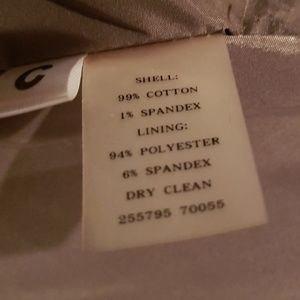 G
SHELL:
99% COTTON
1% SPANDEX
LINING:
94% POLYESTER
6% SPANDEX
DRY CLEAN
255795 70055